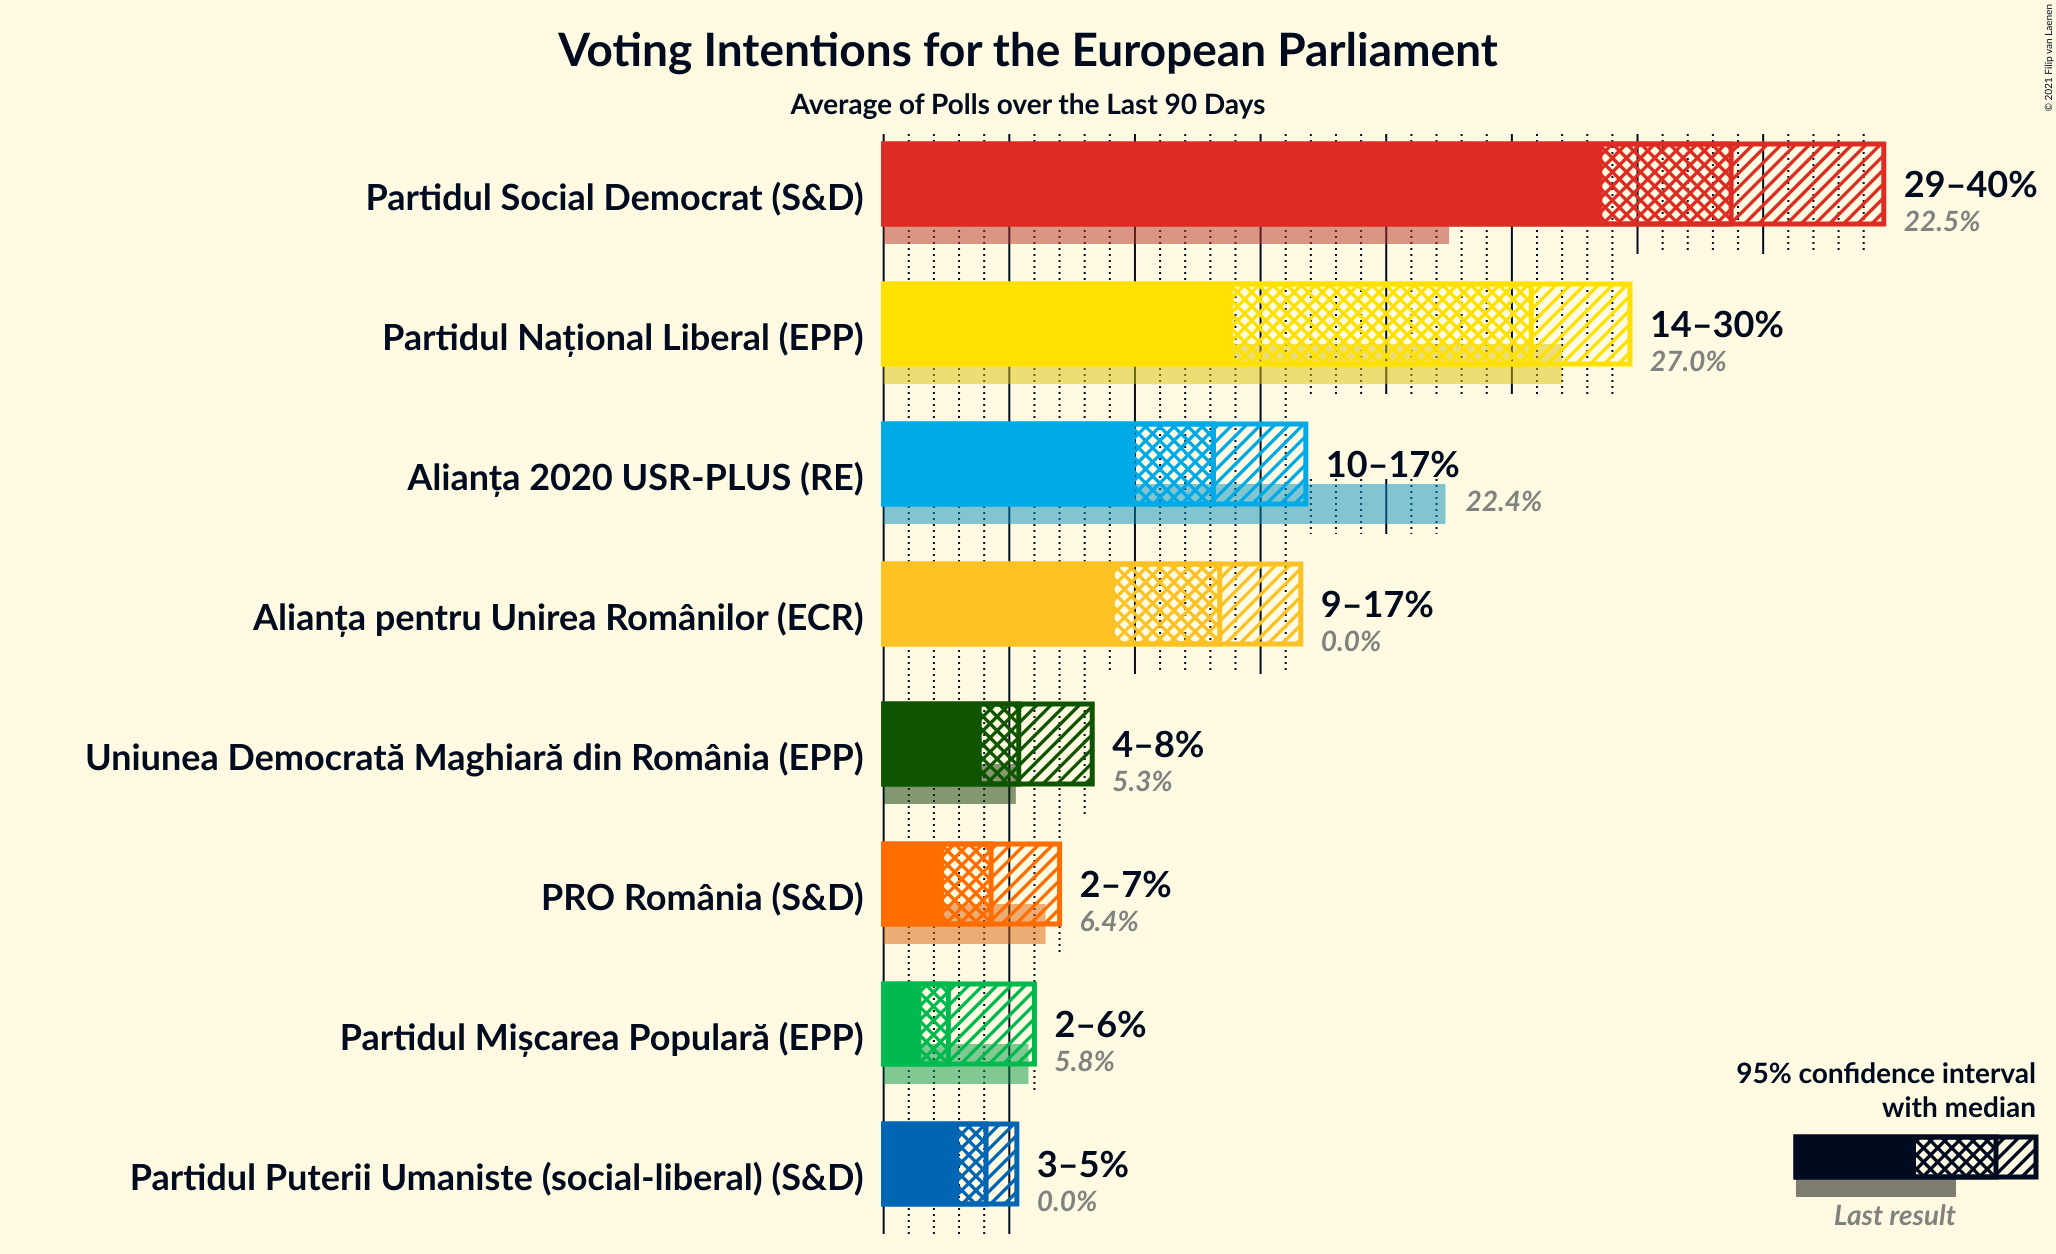 Voting Intentions for the European Parliament
Average of Polls over the Last 90 Days
© 2021 Filip van Laenen
Partidul Social Democrat (S&D)
29–40%
22.5%
Partidul Național Liberal (EPP)
14–30%
27.0%
Alianța 2020 USR-PLUS (RE)
10–17%
22.4%
Alianța pentru Unirea Românilor (ECR)
9–17%
0.0%
Uniunea Democrată Maghiară din România (EPP)
4–8%
5.3%
PRO România (S&D)
2–7%
6.4%
Partidul Mișcarea Populară (EPP)
2–6%
5.8%
Partidul Puterii Umaniste (social-liberal) (S&D)
3–5%
0.0%
95% confidence interval
with median
Last result